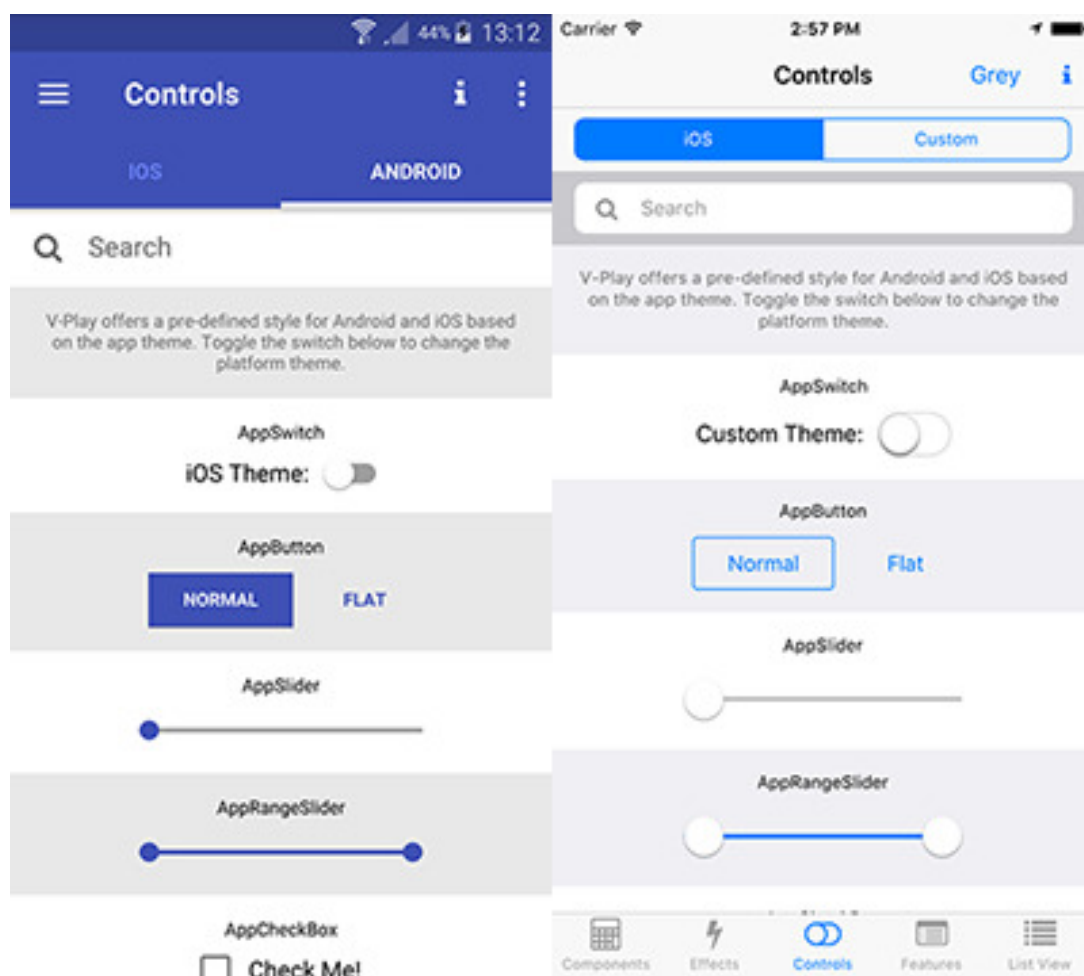 44% 13:12
Controls
IOS ANDROID
Search
V-Play offers a pre-defined style for Android and iOS based
on the app theme. Toggle the switch below to change the
platform theme.
AppSwitch
iOS Theme:
AppButton
NORMAL FLAT
AppSlider
AppRangeSlider
AppCheckBox
Check Me!
Carrier 2:57 PM
Controls Grey i
iOS Custom
Search
V-Play offers a pre-defined style for Android and iOS based
on the app theme. Toggle the switch below to change the
platform theme.
AppSwitch
Custom Theme:
AppButton
Normal Flat
AppSlider
AppRangeSlider
Components Effects Controls Features List View